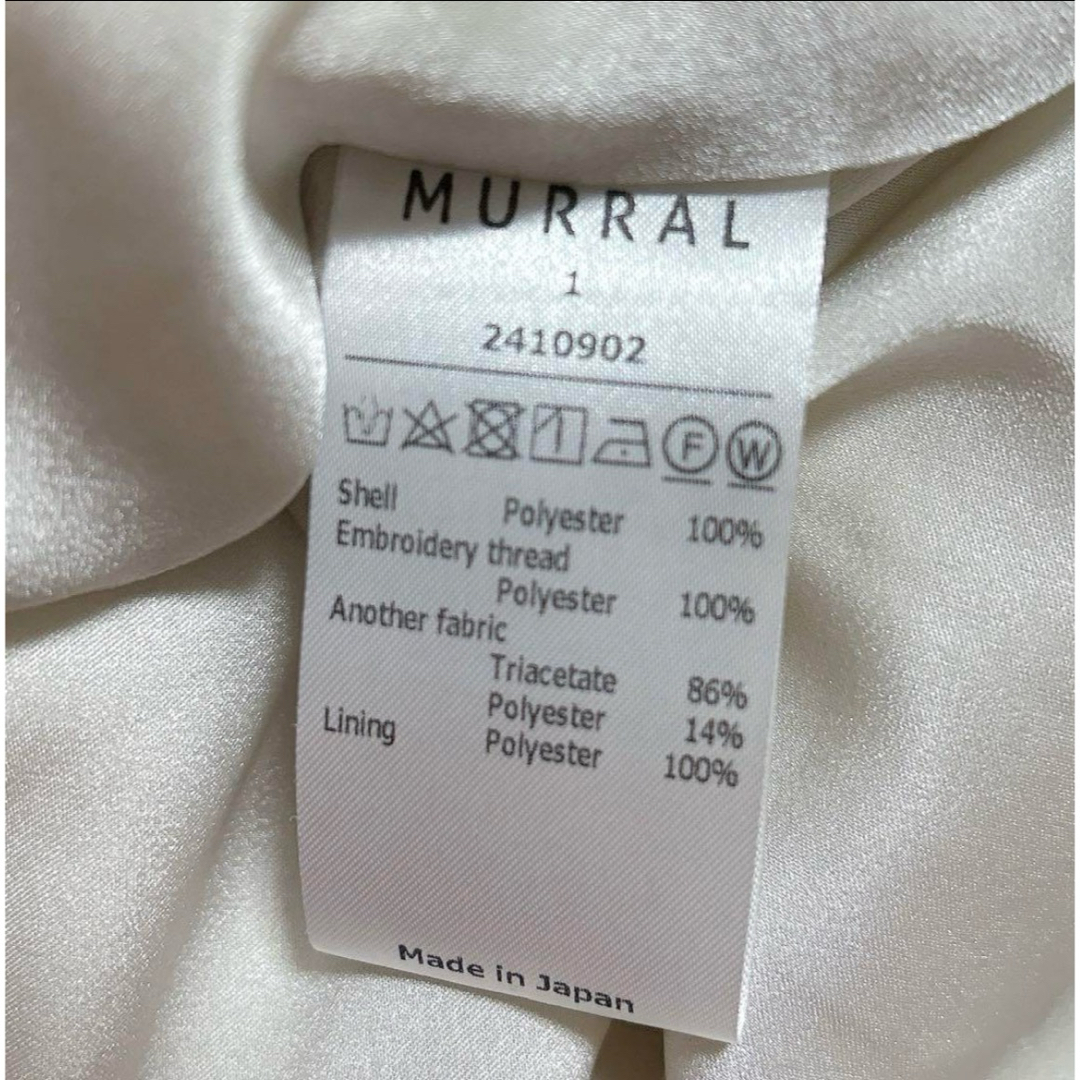 MURRAL
1
2410902
F W
Shell Polyester 100%
Embroidery thread
Polyester 100%
Another fabric
Triacetate 86%
Polyester 14%
Lining Polyester 100%
Made in Japan